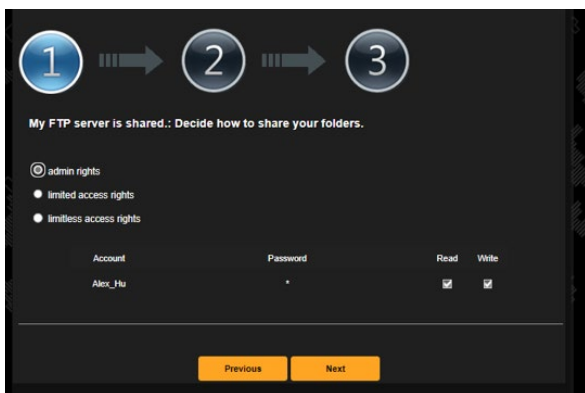 1 2 3
My FTP server is shared.: Decide how to share your folders.
admin rights
limited access rights
limitless access rights
Account Password Read Write
Alex_Hu *
Previous Next